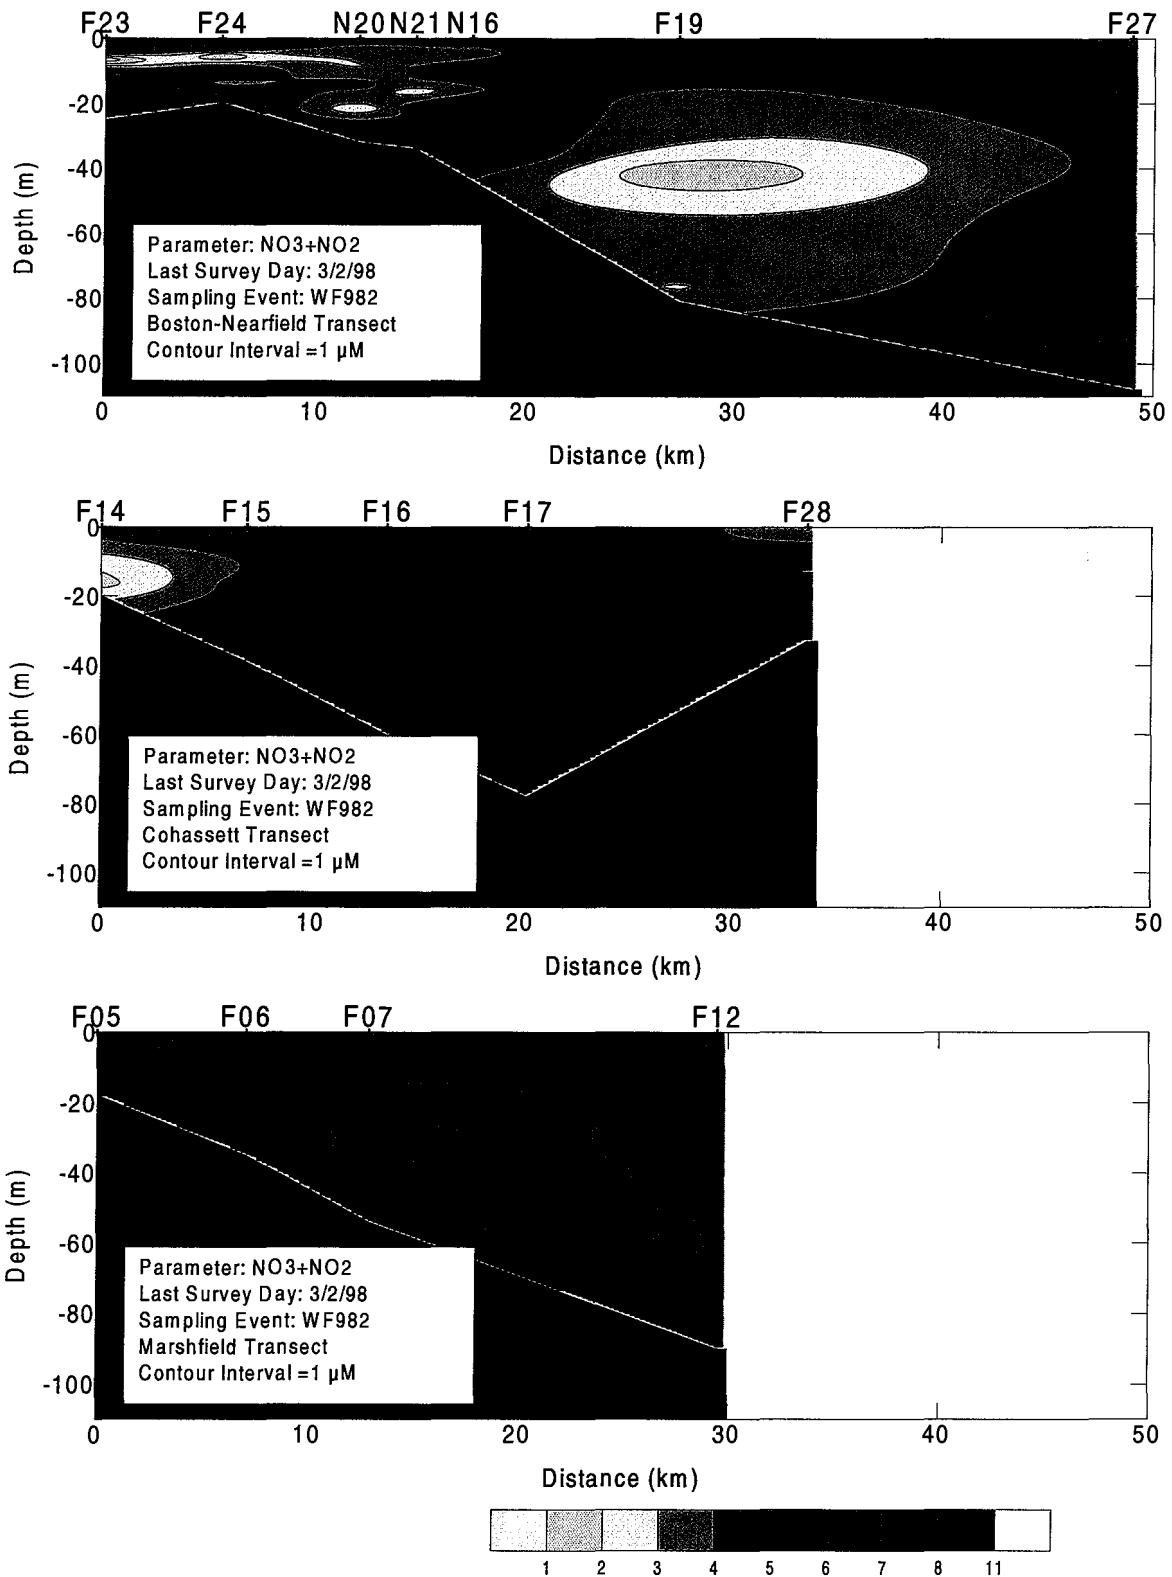 F23 F24 N20 N21 N16 F19 F27
0
-20
-40
-60
-80
-100
Depth (m)
Parameter: NO3+NO2
Last Survey Day: 3/2/98
Sampling Event: WF982
Boston-Nearfield Transect
Contour Interval =1 µM
0 10 20 30 40 50
Distance (km)
F14 F15 F16 F17 F28
0
-20
-40
-60
-80
-100
Depth (m)
Parameter: NO3+NO2
Last Survey Day: 3/2/98
Sampling Event: WF982
Cohassett Transect
Contour Interval =1 µM
0 10 20 30 40 50
Distance (km)
F05 F06 F07 F12
0
-20
-40
-60
-80
-100
Depth (m)
Parameter: NO3+NO2
Last Survey Day: 3/2/98
Sampling Event: WF982
Marshfield Transect
Contour Interval =1 µM
0 10 20 30 40 50
Distance (km)
1 2 3 4 5 6 7 8 11